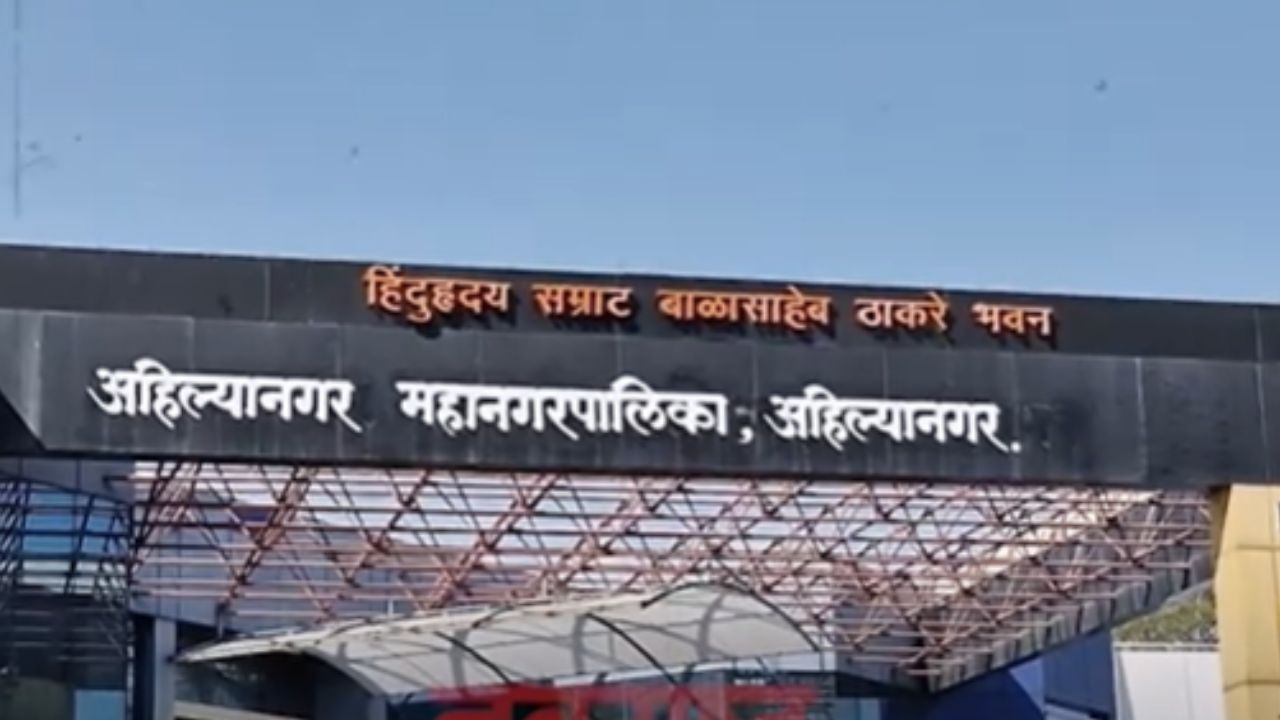 हिंदुहृदय सम्राट बाळासाहेब ठाकरे भवन
अहिल्यानगर महानगरपालिका, अहिल्यानगर.